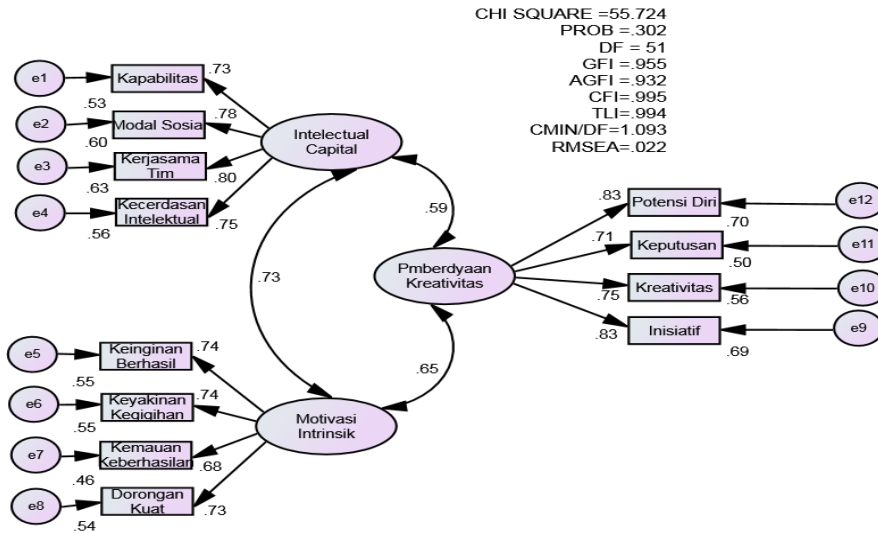 CHI SQUARE =55.724
PROB =.302
DF = 51
GFI =.955
AGFI =.932
CFI=.995
TLI=.994
CMIN/DF=1.093
RMSEA=.022
e1
Kapabilitas
.73
.53
e2
Modal Sosial
.78
.60
e3
Kerjasama
Tim
.80
.63
e4
Kecerdasan
Intelektual
.75
.56
Intelectual
Capital
.59
.73
Pmberdyaan
Kreativitas
.65
.83
Potensi Diri
.70
e12
.71
Keputusan
.50
e11
.75
Kreativitas
.56
e10
.83
Inisiatif
.69
e9
e5
Keinginan
Berhasil
.74
.55
e6
Keyakinan
Kegigihan
.74
.55
e7
Kemauan
Keberhasilan
.68
.46
e8
Dorongan
Kuat
.73
.54
Motivasi
Intrinsik